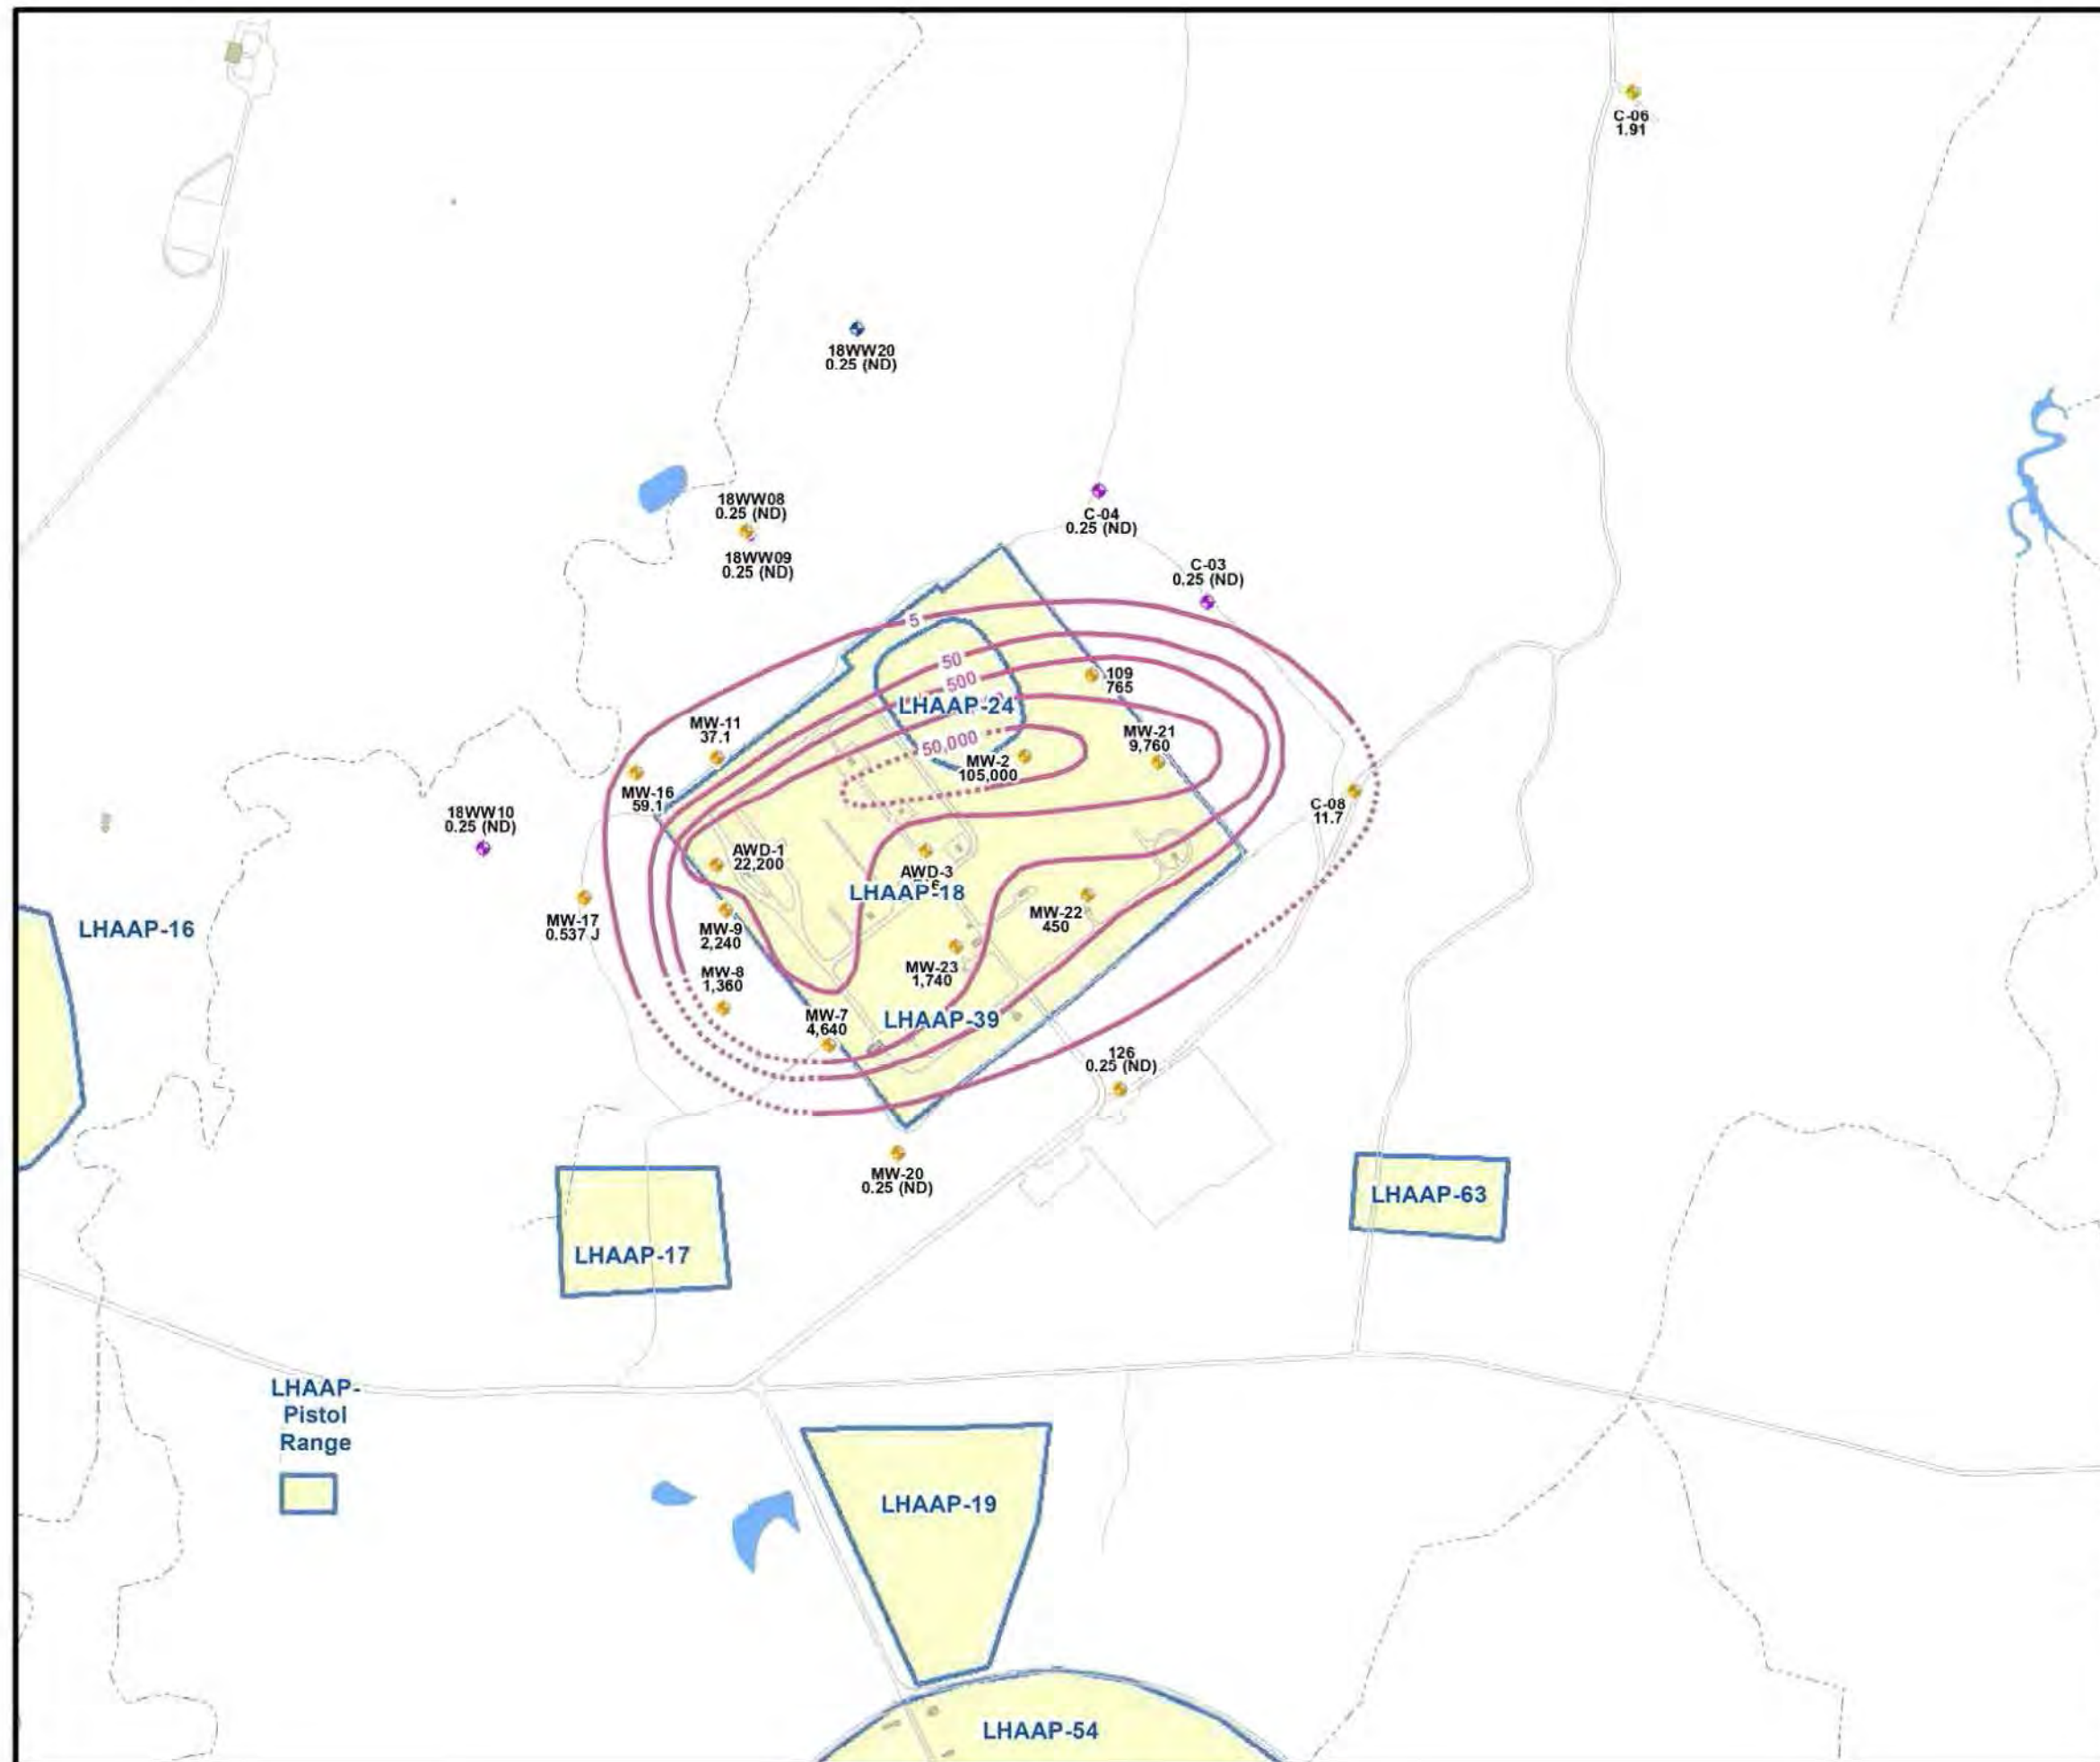 C-06
1.91
18WW20
0.25 (ND)
18WW08
0.25 (ND)
18WW09
0.25 (ND)
C-04
0.25 (ND)
C-03
0.25 (ND)
5
50
500
LHAAP-24
109
765
MW-11
37.1
MW-21
9,760
50,000
MW-2
105,000
MW-16
59.1
C-08
11.7
18WW10
0.25 (ND)
AWD-1
22,200
AWD-3
LHAAP-18
MW-22
450
MW-17
0.537 J
MW-9
2,240
LHAAP-16
MW-23
1,740
MW-8
1,360
MW-7
4,640
LHAAP-39
126
0.25 (ND)
MW-20
0.25 (ND)
LHAAP-63
LHAAP-17
LHAAP-
Pistol
Range
LHAAP-19
LHAAP-54